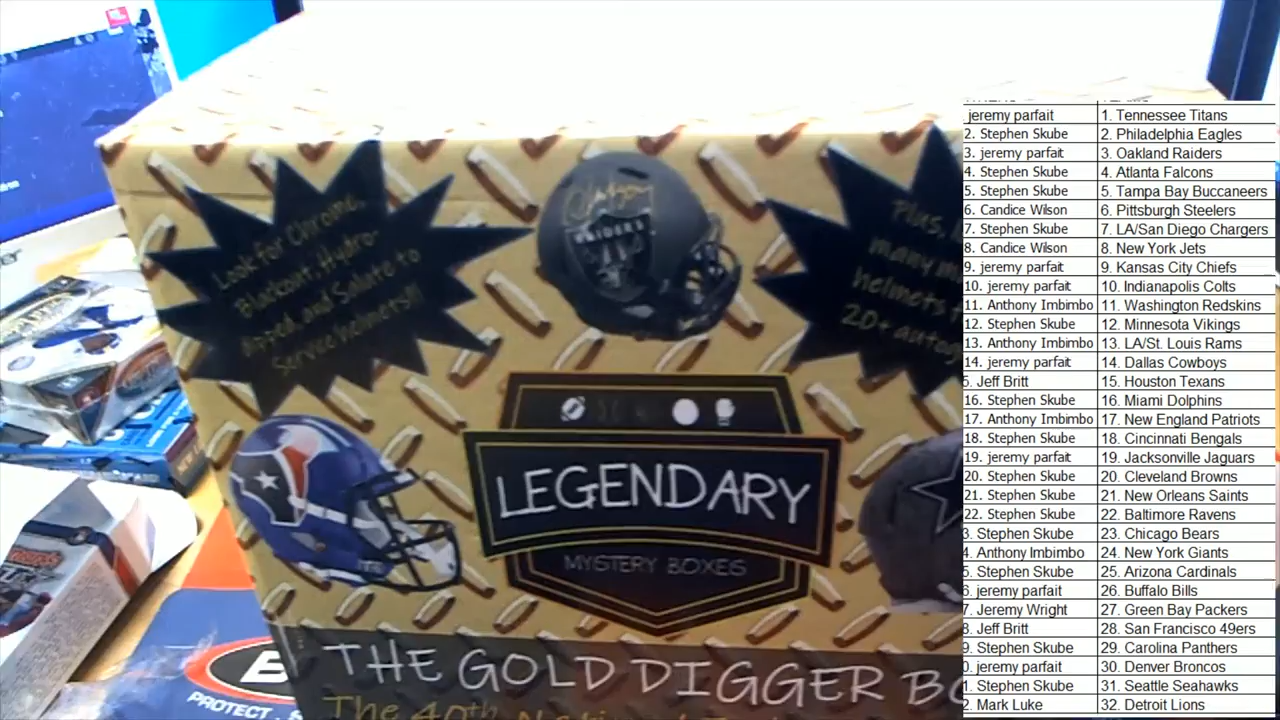 Look for Chrome,
Blackout, Hydro-
Dipped and Salute to
Service helmets!!
RAIDERS
Plus,
many
helmets
20+
LEGENDARY
MYSTERY BOXES
THE GOLD DIGGER
The 40th
PROTECT
jeremy parfait 1. Tennessee Titans
2. Stephen Skube 2. Philadelphia Eagles
3. jeremy parfait 3. Oakland Raiders
4. Stephen Skube 4. Atlanta Falcons
5. Stephen Skube 5. Tampa Bay Buccaneers
6. Candice Wilson 6. Pittsburgh Steelers
7. Stephen Skube 7. LA/San Diego Chargers
8. Candice Wilson 8. New York Jets
9. jeremy parfait 9. Kansas City Chiefs
10. jeremy parfait 10. Indianapolis Colts
11. Anthony Imbimbo 11. Washington Redskins
12. Stephen Skube 12. Minnesota Vikings
13. Anthony Imbimbo 13. LA/St. Louis Rams
14. jeremy parfait 14. Dallas Cowboys
5. Jeff Britt 15. Houston Texans
16. Stephen Skube 16. Miami Dolphins
17. Anthony Imbimbo 17. New England Patriots
18. Stephen Skube 18. Cincinnati Bengals
19. jeremy parfait 19. Jacksonville Jaguars
20. Stephen Skube 20. Cleveland Browns
21. Stephen Skube 21. New Orleans Saints
22. Stephen Skube 22. Baltimore Ravens
3. Stephen Skube 23. Chicago Bears
4. Anthony Imbimbo 24. New York Giants
5. Stephen Skube 25. Arizona Cardinals
6. jeremy parfait 26. Buffalo Bills
7. Jeremy Wright 27. Green Bay Packers
8. Jeff Britt 28. San Francisco 49ers
9. Stephen Skube 29. Carolina Panthers
0. jeremy parfait 30. Denver Broncos
1. Stephen Skube 31. Seattle Seahawks
2. Mark Luke 32. Detroit Lions